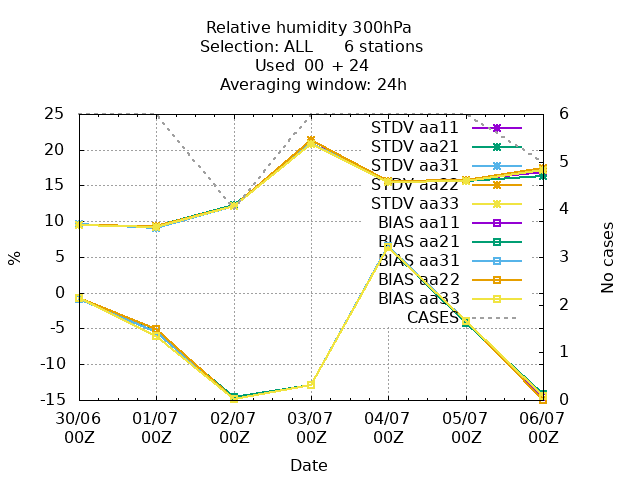 Relative humidity 300hPa
Selection: ALL 6 stations
Used 00 + 24
Averaging window: 24h
25
20
15
10
5
0
-5
-10
-15
%
6
5
4
3
2
1
0
No cases
STDV aa11
STDV aa21
STDV aa31
STDV aa22
STDV aa33
BIAS aa11
BIAS aa21
BIAS aa31
BIAS aa22
BIAS aa33
CASES
30/06 01/07 02/07 03/07 04/07 05/07 06/07
00Z 00Z 00Z 00Z 00Z 00Z 00Z
Date